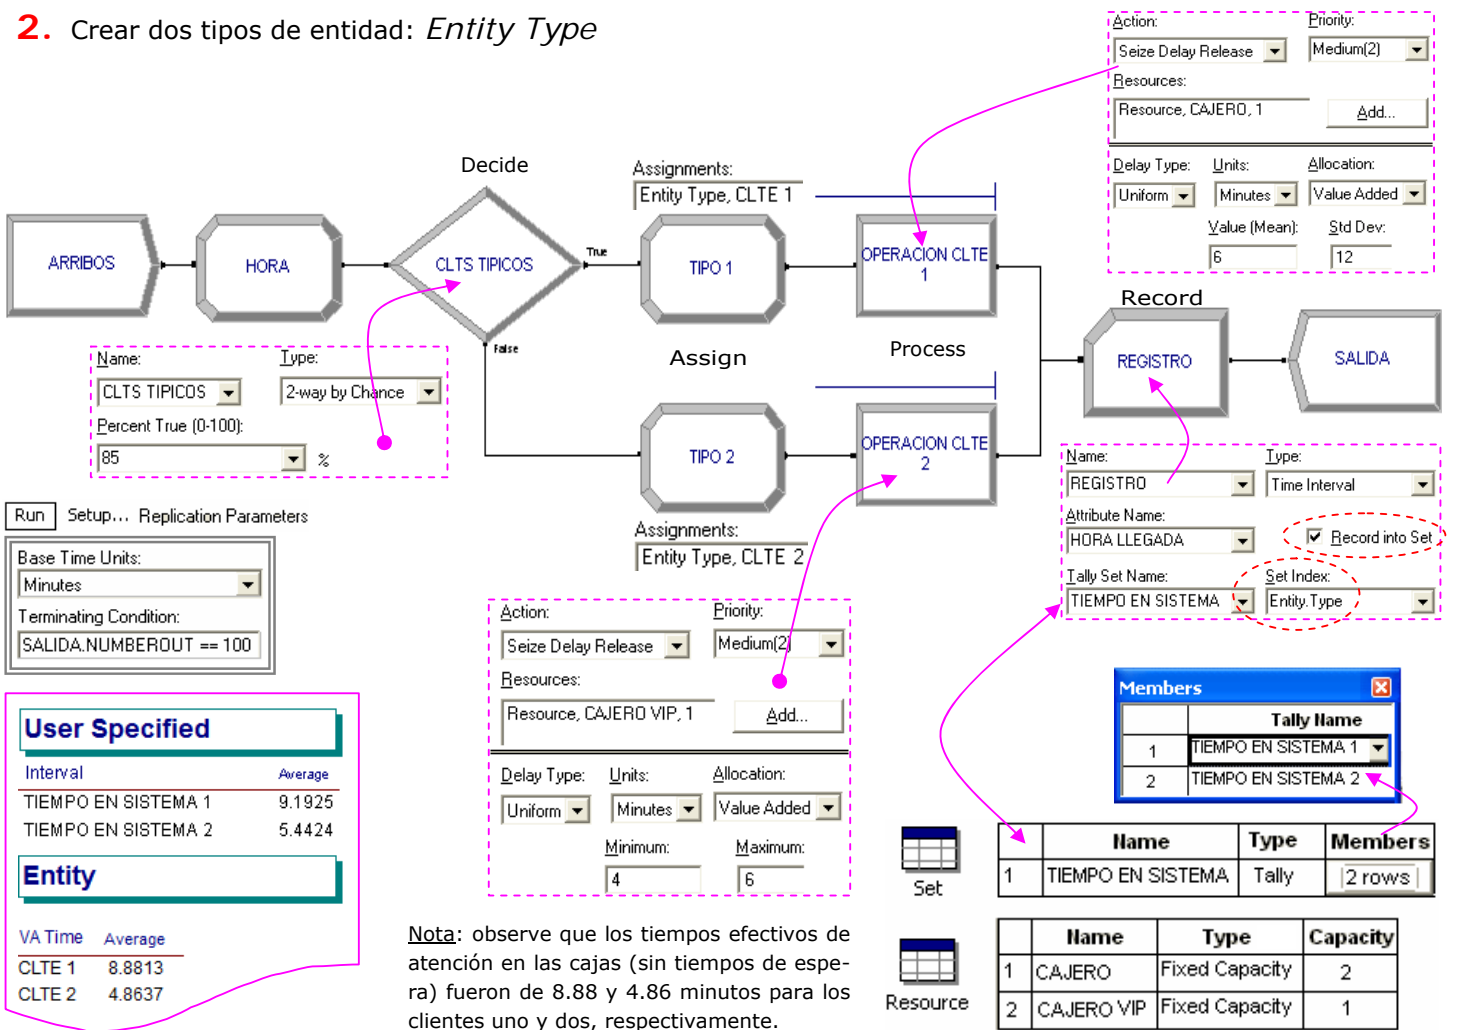 2. Crear dos tipos de entidad: Entity Type
Action:
Priority:
Seize Delay Release
Medium(2)
Resources:
Resource, CAJERO, 1
Add...
Delay Type:
Units:
Allocation:
Uniform
Minutes
Value Added
Value (Mean):
Std Dev:
6
12
Decide
Assignments:
Entity Type, CLTE 1
ARRIBOS
HORA
CLTS TIPICOS
True
False
TIPO 1
OPERACION CLTE
1
Record
REGISTRO
SALIDA
Assign
Process
Name:
Type:
CLTS TIPICOS
2-way by Chance
Percent True (0-100):
85
%
TIPO 2
OPERACION CLTE
2
Assignments:
Entity Type, CLTE 2
Name:
Type:
REGISTRO
Time Interval
Attribute Name:
HORA LLEGADA
Record into Set
Tally Set Name:
Set Index:
TIEMPO EN SISTEMA
Entity.Type
Run Setup... Replication Parameters
Base Time Units:
Minutes
Terminating Condition:
SALIDA.NUMBEROUT == 100
Action:
Priority:
Seize Delay Release
Medium(2)
Resources:
Resource, CAJERO VIP, 1
Add...
Delay Type:
Units:
Allocation:
Uniform
Minutes
Value Added
Minimum:
Maximum:
4
6
Members
Tally Name
1 TIEMPO EN SISTEMA 1
2 TIEMPO EN SISTEMA 2
User Specified
Interval Average
TIEMPO EN SISTEMA 1 9.1925
TIEMPO EN SISTEMA 2 5.4424
Entity
VA Time Average
CLTE 1 8.8813
CLTE 2 4.8637
Set
Name Type Members
1 TIEMPO EN SISTEMA Tally 2 rows
Nota: observe que los tiempos efectivos de
atención en las cajas (sin tiempos de espe-
ra) fueron de 8.88 y 4.86 minutos para los
clientes uno y dos, respectivamente.
Resource
Name Type Capacity
1 CAJERO Fixed Capacity 2
2 CAJERO VIP Fixed Capacity 1